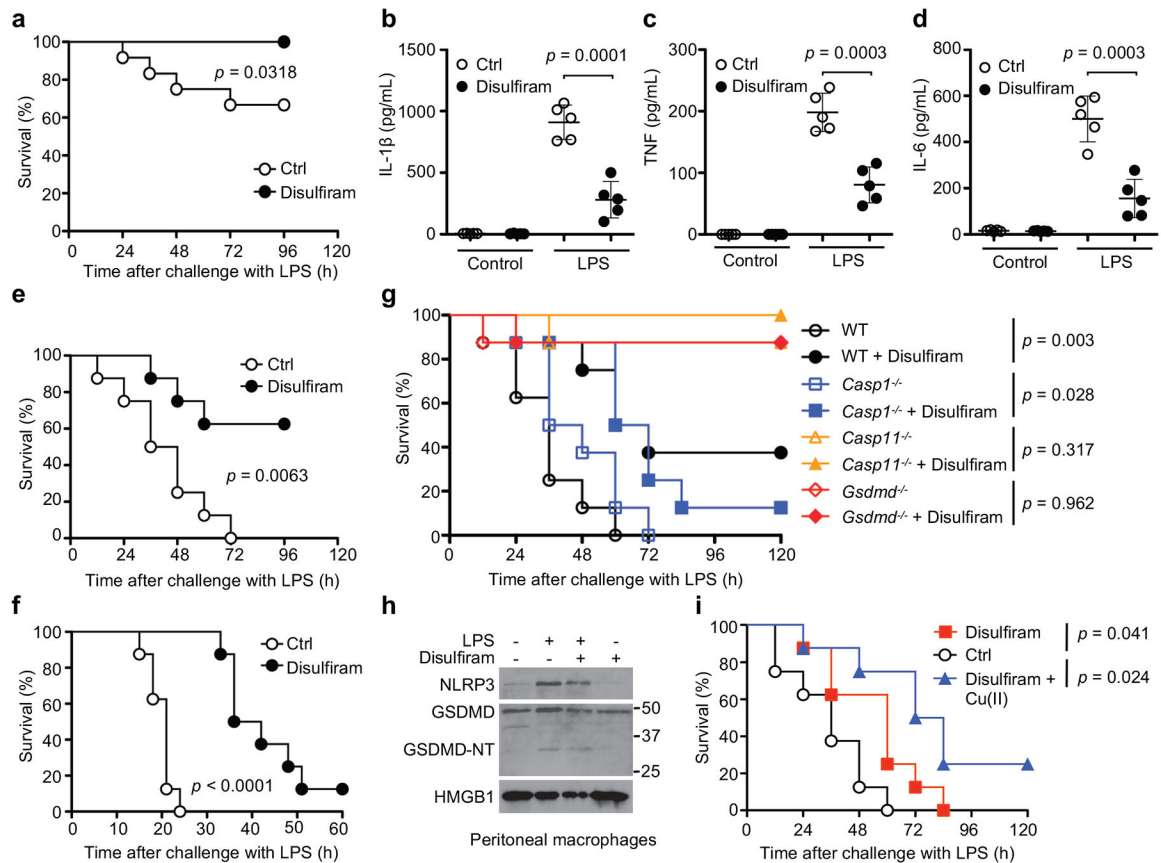 a
100
80
60
40
20
0
Survival (%)
p = 0.0318
Ctrl
Disulfiram
0 24 48 72 96 120
Time after challenge with LPS (h)
b
1500
1000
500
0
IL-1β (pg/mL)
Ctrl
Disulfiram
p = 0.0001
Control LPS
c
300
200
100
0
TNF (pg/mL)
Ctrl
Disulfiram
p = 0.0003
Control LPS
d
800
600
400
200
0
IL-6 (pg/mL)
Ctrl
Disulfiram
p = 0.0003
Control LPS
e
100
80
60
40
20
0
Survival (%)
Ctrl
Disulfiram
p = 0.0063
0 24 48 72 96 120
Time after challenge with LPS (h)
g
100
80
60
40
20
0
Survival (%)
0 24 48 72 96 120
Time after challenge with LPS (h)
WT
WT + Disulfiram
p = 0.003
Casp1-/-
Casp1-/- + Disulfiram
p = 0.028
Casp11-/-
Casp11-/- + Disulfiram
p = 0.317
Gsdmd-/-
Gsdmd-/- + Disulfiram
p = 0.962
f
100
80
60
40
20
0
Survival (%)
Ctrl
Disulfiram
p < 0.0001
0 10 20 30 40 50 60
Time after challenge with LPS (h)
h
LPS - + + -
Disulfiram - - + +
NLRP3
GSDMD
GSDMD-NT
HMGB1
50
37
25
Peritoneal macrophages
i
100
80
60
40
20
0
Survival (%)
Disulfiram
Ctrl
Disulfiram +
Cu(II)
p = 0.041
p = 0.024
0 24 48 72 96 120
Time after challenge with LPS (h)